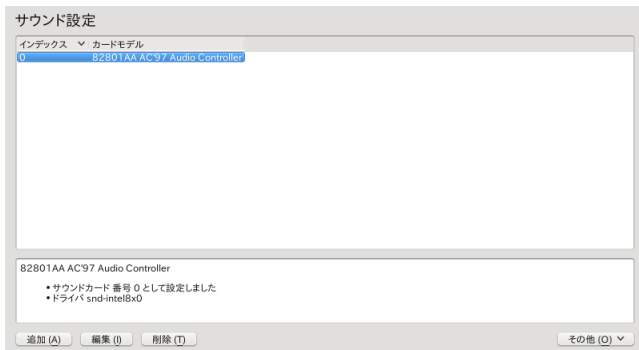 サウンド設定
インデックス カードモデル
0 82801AA AC'97 Audio Controller
82801AA AC'97 Audio Controller
• サウンドカード 番号 0 として設定しました
• ドライバ snd-intel8x0
追加 (A) 編集 (I) 削除 (T) その他 (O)